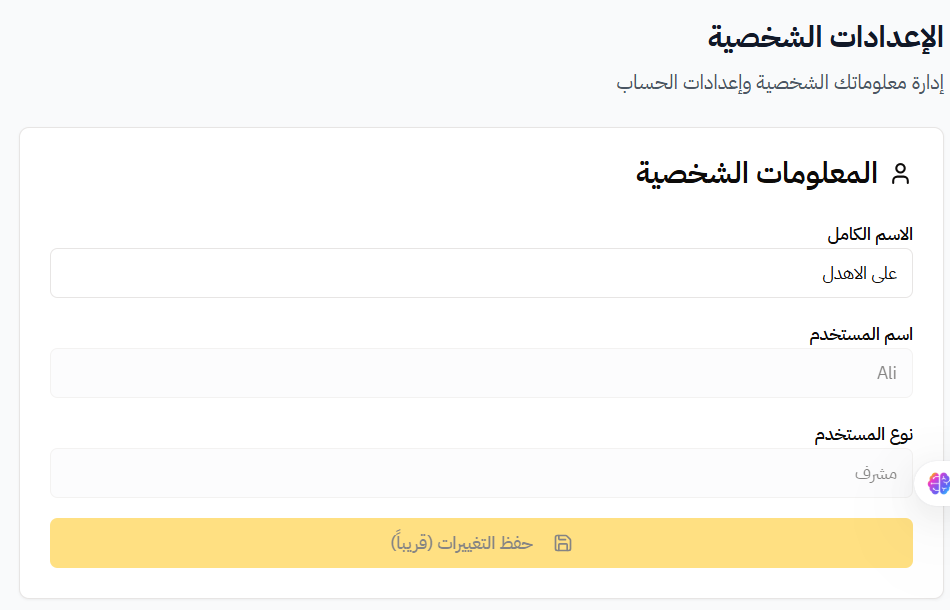 الإعدادات الشخصية
إدارة معلوماتك الشخصية وإعدادات الحساب
المعلومات الشخصية
الاسم الكامل
على الاهدل
اسم المستخدم
Ali
نوع المستخدم
مشرف
حفظ التغييرات (قريباً)